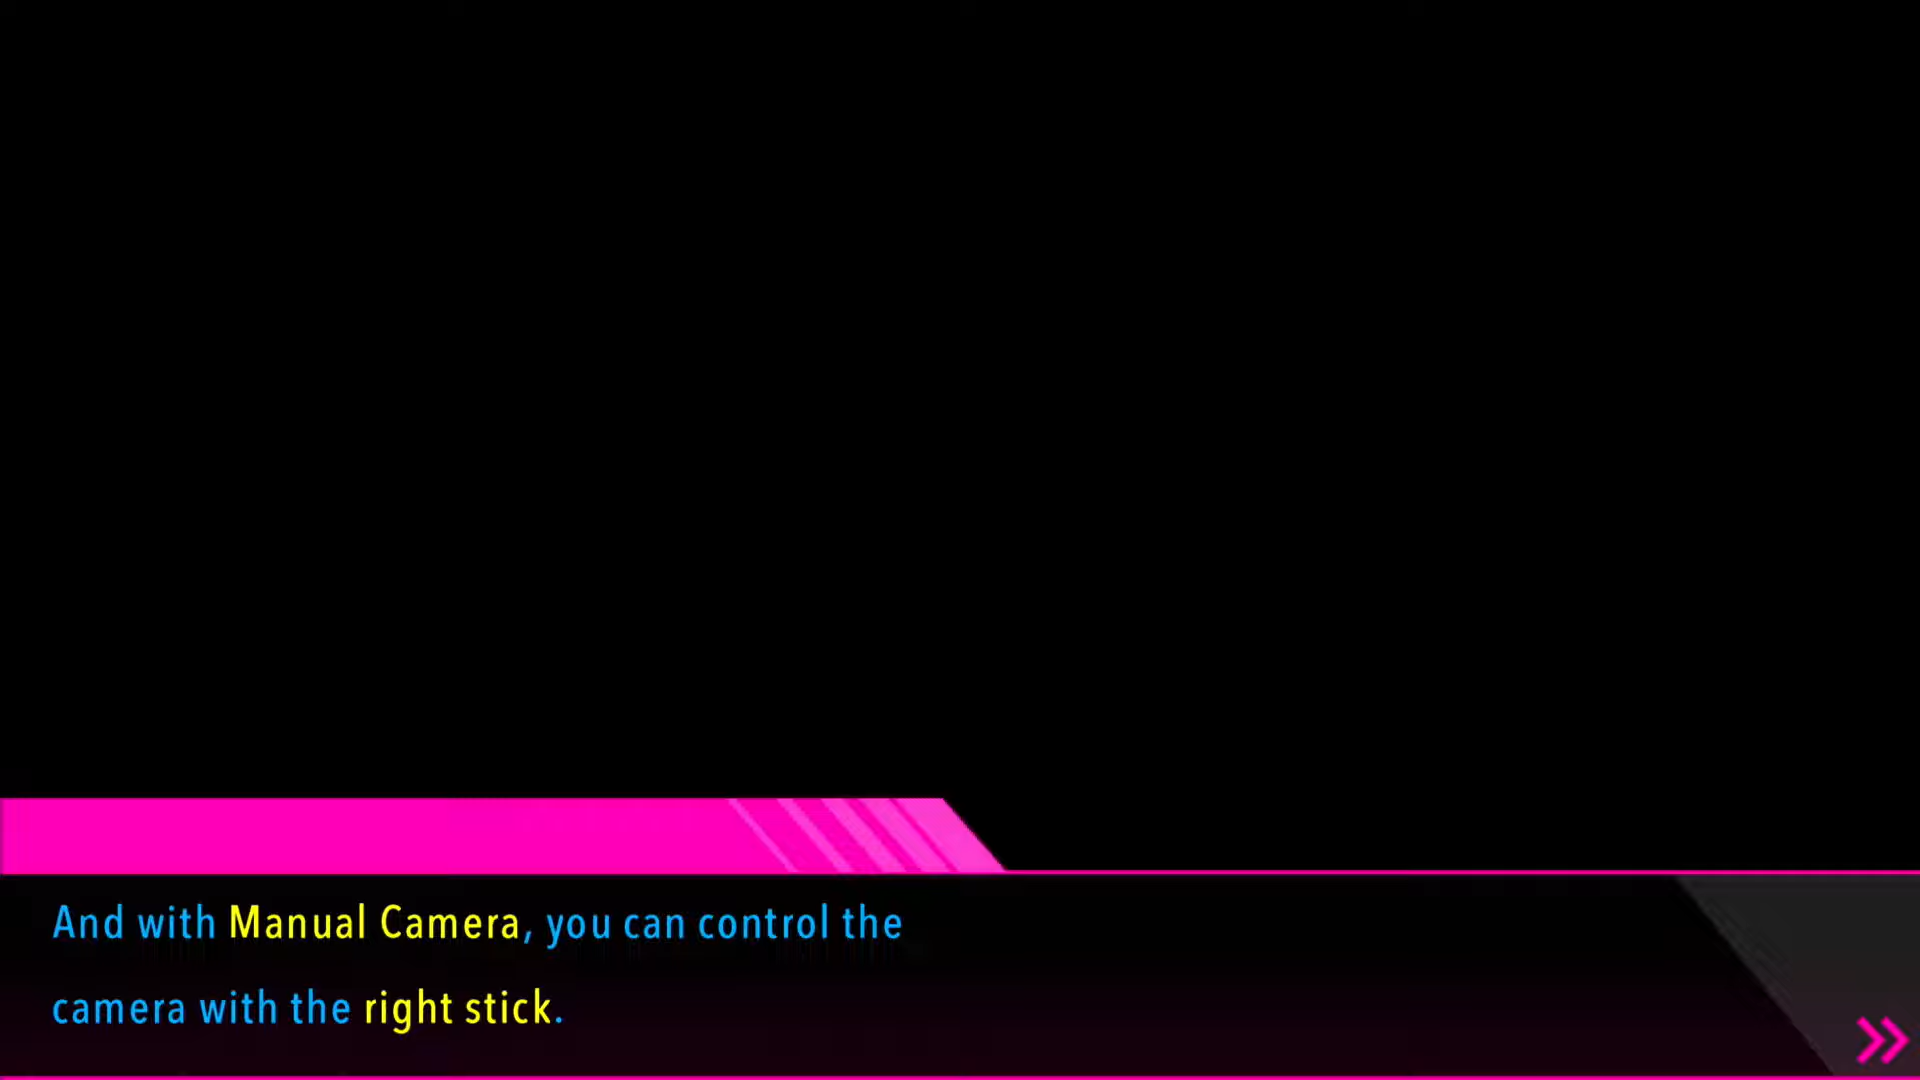 And with Manual Camera, you can control the
camera with the right stick.